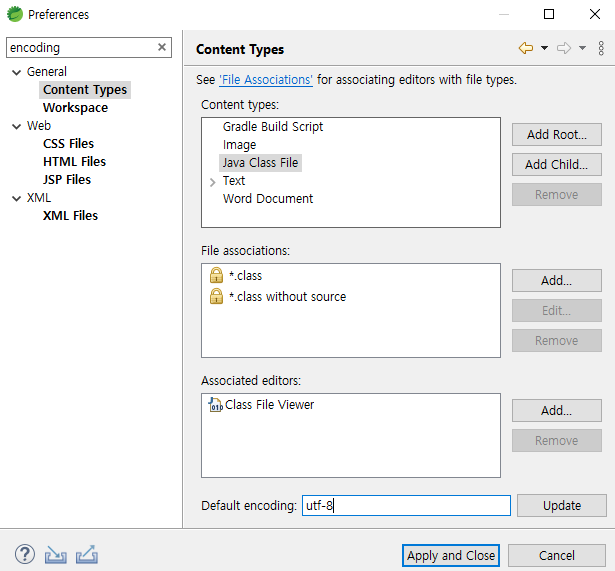 Preferences
encoding
General
Content Types
Workspace
Web
CSS Files
HTML Files
JSP Files
XML
XML Files
Content Types
See 'File Associations' for associating editors with file types.
Content types:
Gradle Build Script
Image
Java Class File
Text
Word Document
Add Root...
Add Child...
Remove
File associations:
*.class
*.class without source
Add...
Edit...
Remove
Associated editors:
010
Class File Viewer
Add...
Remove
Default encoding: utf-8 Update
? Apply and Close Cancel